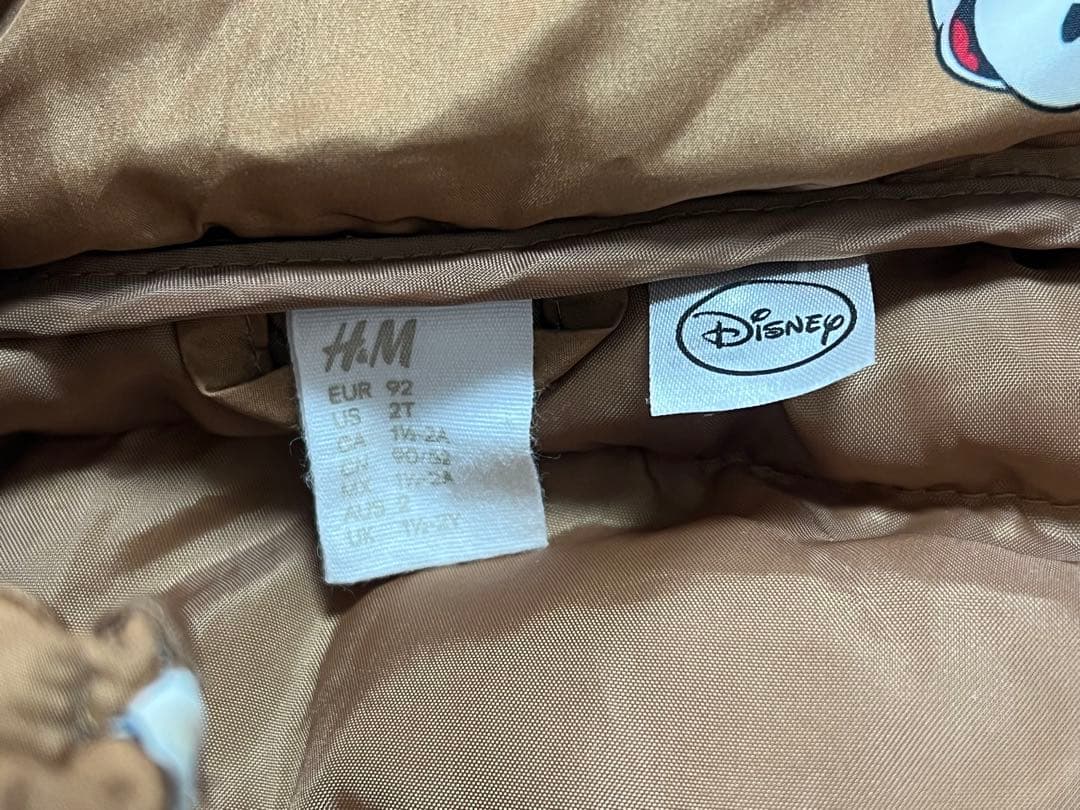 H&M
EUR 92
US 2T
CA 1½-2A
CN 90/52
MX 1½-2A
AUS 2
UK 1½-2Y
DISNEY